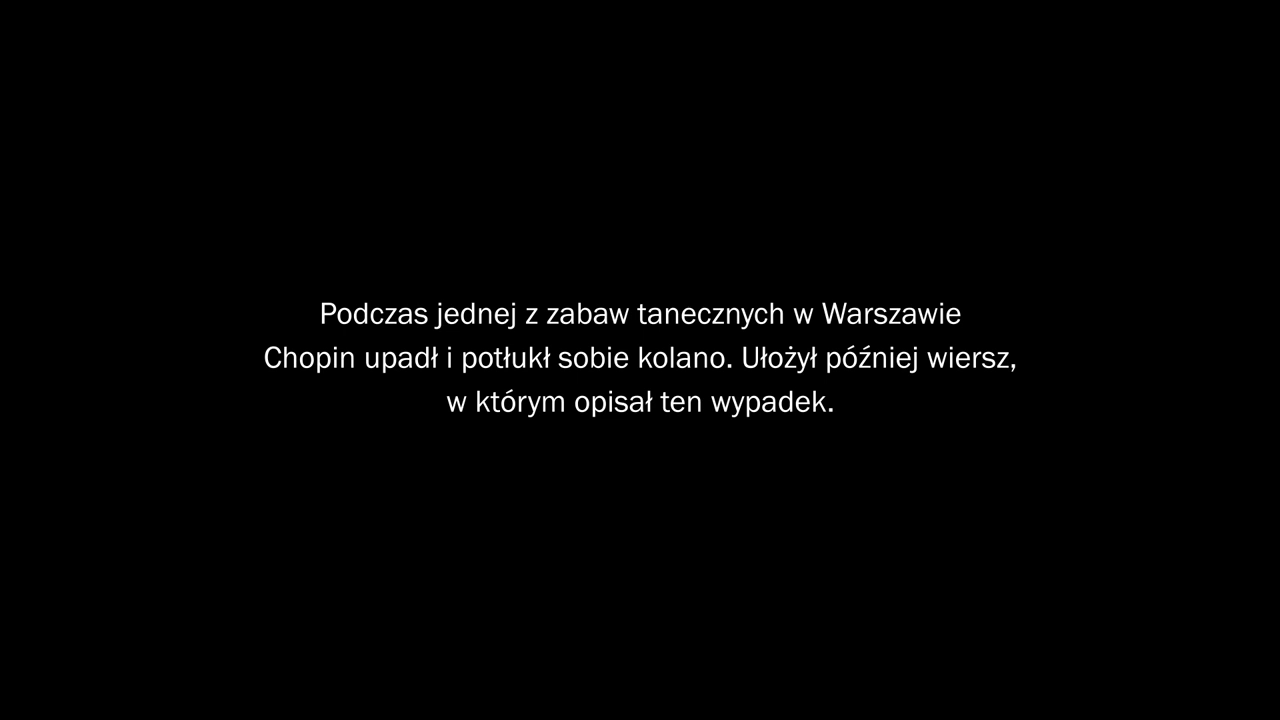 Podczas jednej z zabaw tanecznych w Warszawie
Chopin upadł i potłukł sobie kolano. Ułożył później wiersz,
w którym opisał ten wypadek.